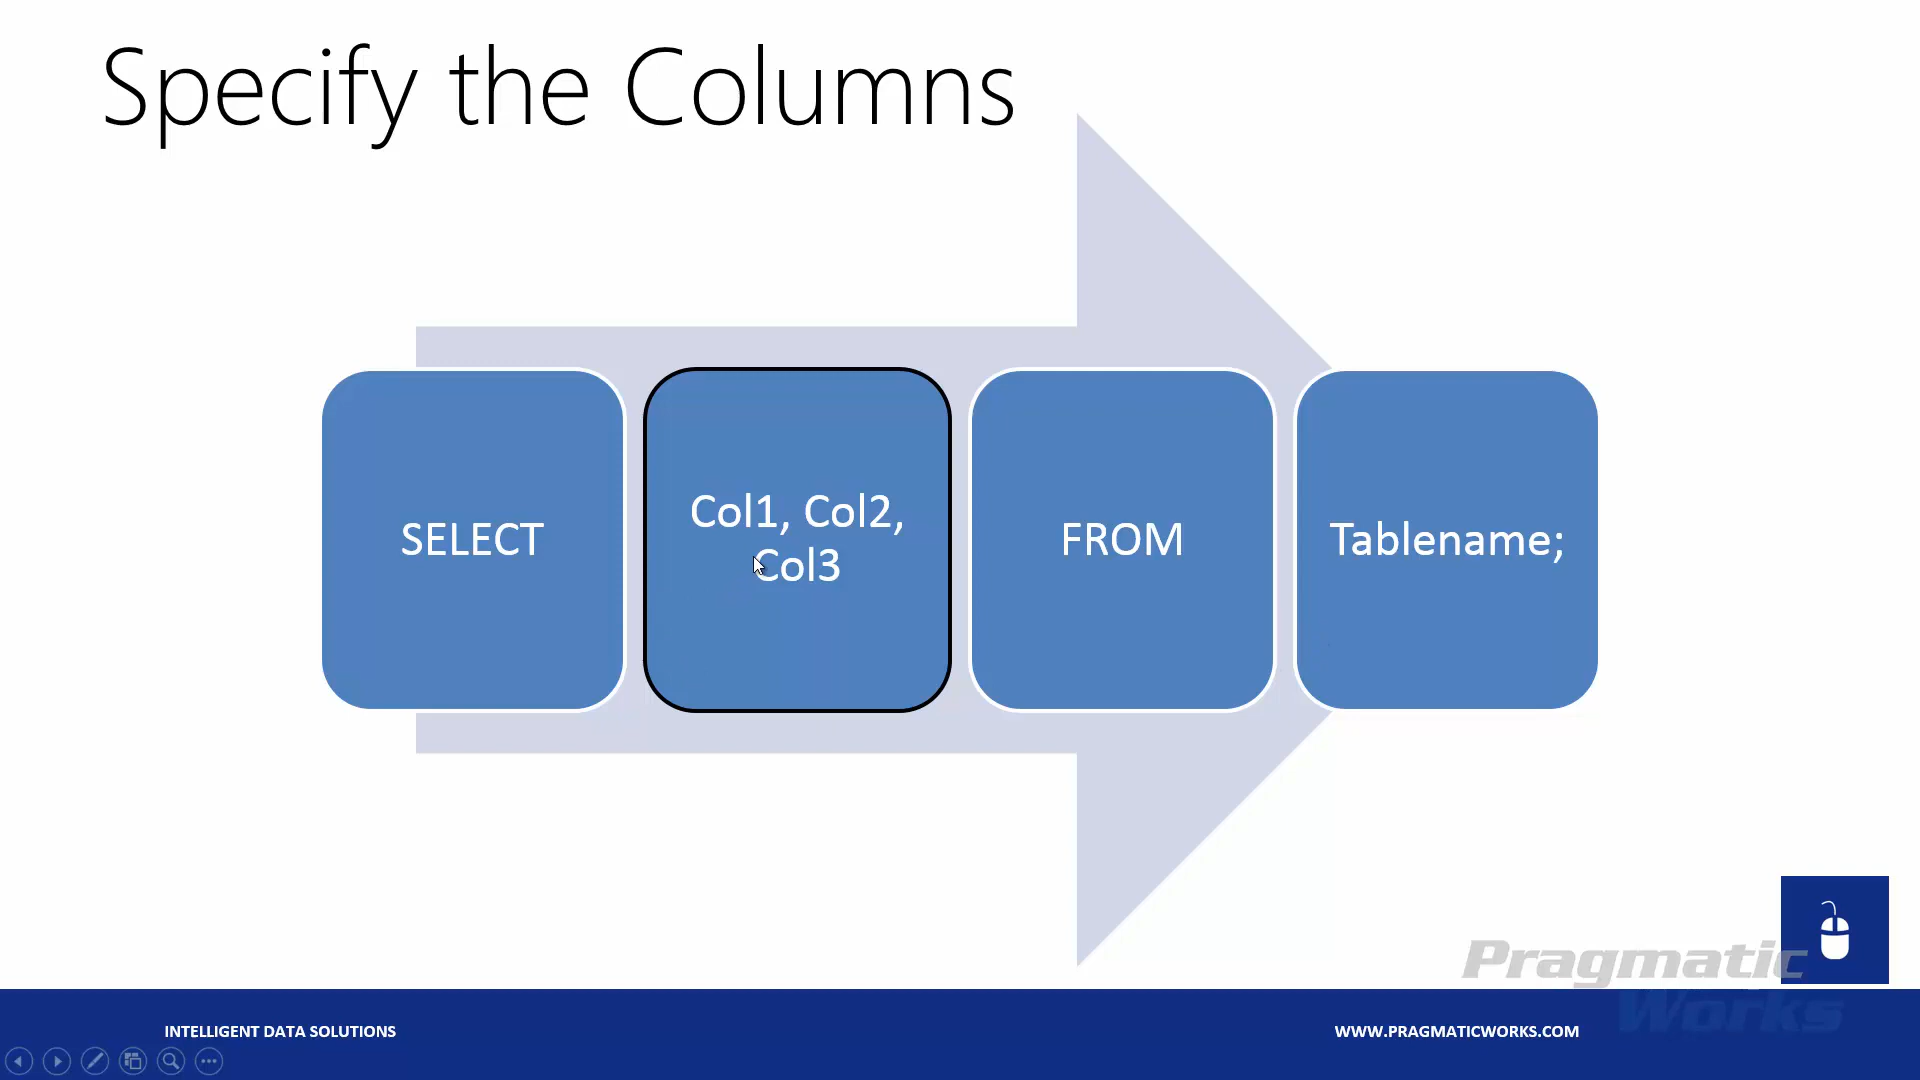 Specify the Columns
SELECT
Col1, Col2,
Col3
FROM
Tablename;
Pragmatic
Works
INTELLIGENT DATA SOLUTIONS
WWW.PRAGMATICWORKS.COM